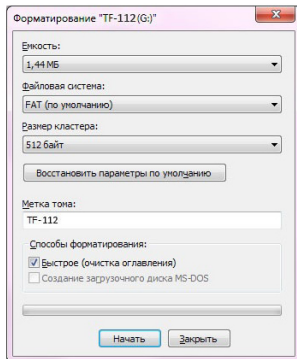 Форматирование "TF-112(G:)"
Емкость:
1,44 МБ
Файловая система:
FAT (по умолчанию)
Размер кластера:
512 байт
Восстановить параметры по умолчанию
Метка тома:
TF-112
Способы форматирования:
Быстрое (очистка оглавления)
Создание загрузочного диска MS-DOS
Начать Закрыть